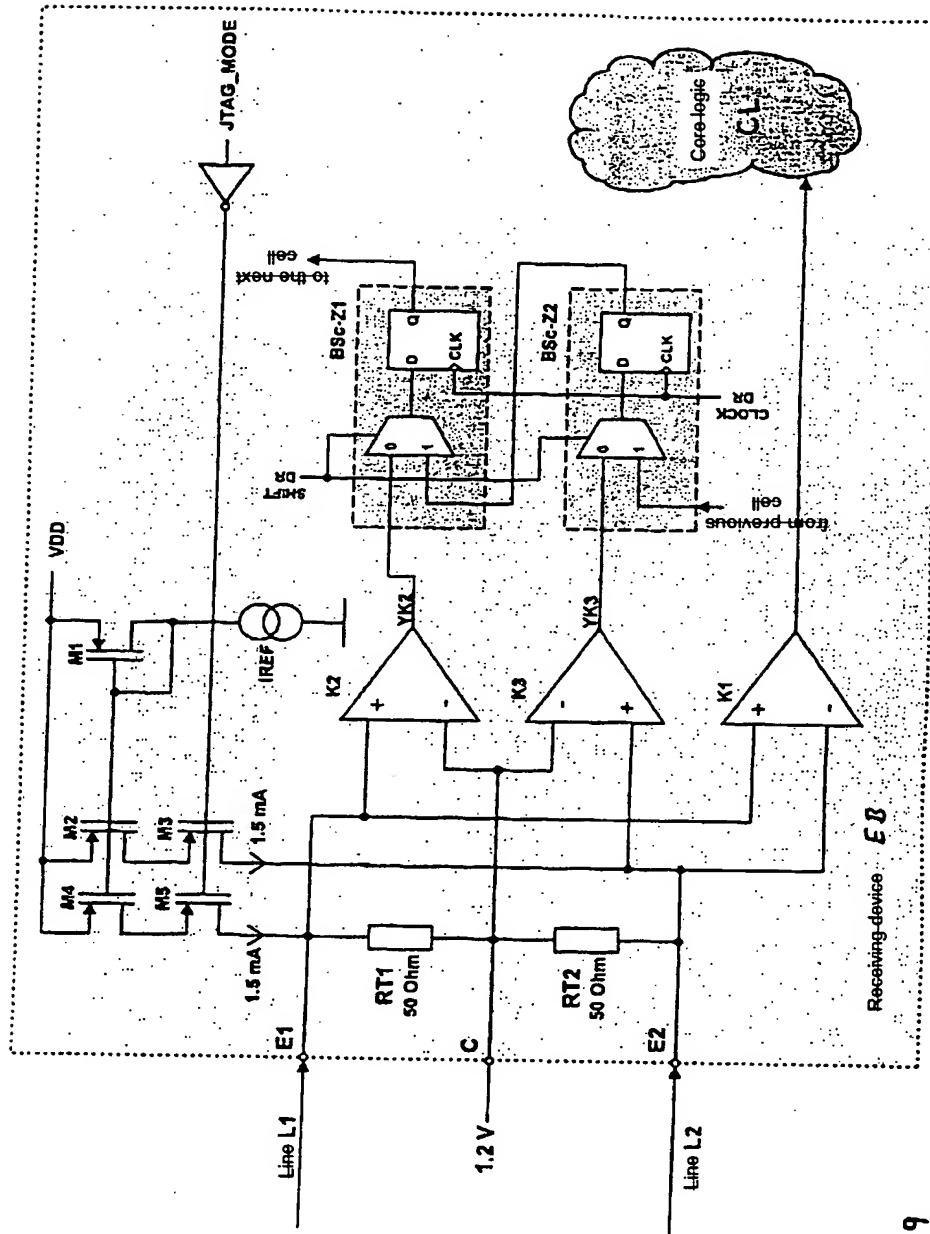 JTAG_MODE
VDD
M1
M2
M3
M4
M5
IREF
1.5 mA
1.5 mA
to the next
cell
BSc-Z1
D
Q
CLK
0
1
SHIFT
DR
BSc-Z2
D
Q
CLK
0
1
CLOCK
DR
from previous
cell
Core logic
CL
YK2
K2
+
-
YK3
K3
-
+
K1
+
-
E1
C
E2
RT1
50 Ohm
RT2
50 Ohm
Line L1
1.2 V
Line L2
Receiving device EB
9